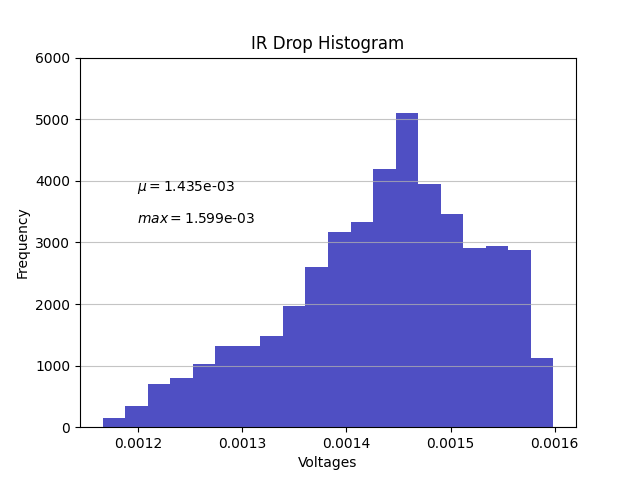 IR Drop Histogram
6000
5000
4000
3000
2000
1000
0
Frequency
μ = 1.435e-03
max = 1.599e-03
0.0012 0.0013 0.0014 0.0015 0.0016
Voltages